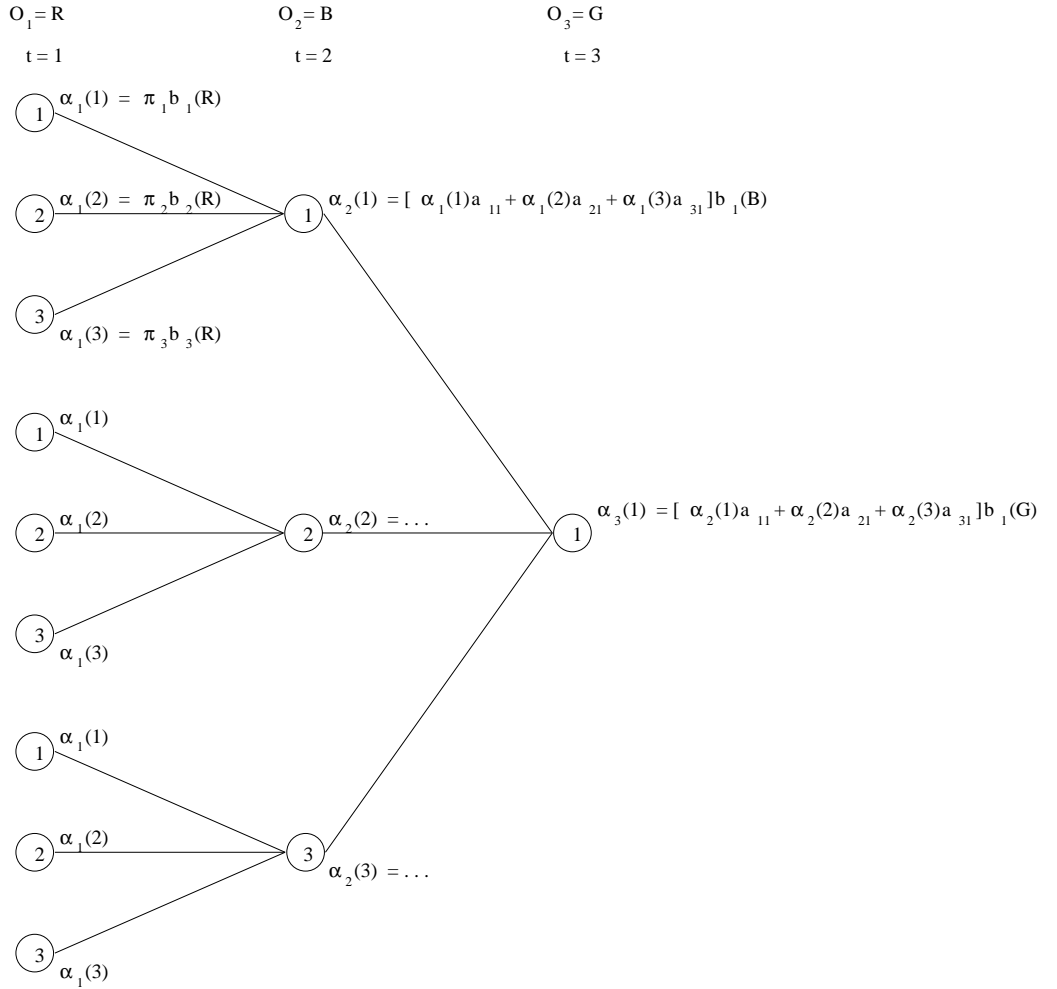 O₁= R O₂= B O₃= G
t = 1 t = 2 t = 3
1 α₁(1) = π₁b₁(R)
2 α₁(2) = π₂b₂(R) 1 α₂(1) = [ α₁(1)a₁₁ + α₁(2)a₂₁ + α₁(3)a₃₁ ]b₁(B)
3
α₁(3) = π₃b₃(R)
1 α₁(1)
2 α₁(2) 2 α₂(2) = . . . 1 α₃(1) = [ α₂(1)a₁₁ + α₂(2)a₂₁ + α₂(3)a₃₁ ]b₁(G)
3
α₁(3)
1 α₁(1)
2 α₁(2) 3
α₂(3) = . . .
3
α₁(3)